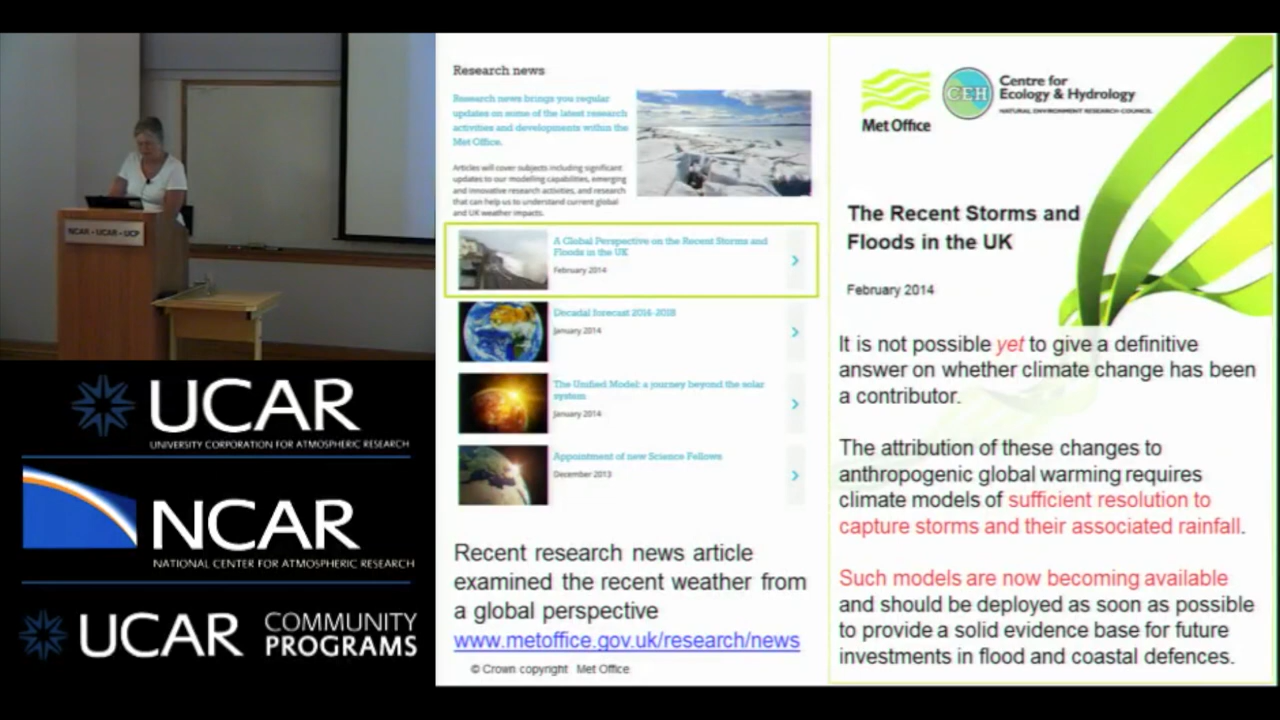 NCAR • UCAR • UCP
UCAR
UNIVERSITY CORPORATION FOR ATMOSPHERIC RESEARCH
NCAR
NATIONAL CENTER FOR ATMOSPHERIC RESEARCH
UCAR COMMUNITY PROGRAMS
Research news
Research news brings you regular
updates on some of the latest research
activities and developments within the
Met Office.
Articles will cover subjects including significant
updates to our modelling capabilities, emerging
and innovative research activities, and research
that can help us to understand current global
and UK weather impacts.
A Global Perspective on the Recent Storms and
Floods in the UK
February 2014
Decadal forecast 2014-2018
January 2014
The Unified Model: a journey beyond the solar
system
January 2014
Appointment of new Science Fellows
December 2013
Recent research news article
examined the recent weather from
a global perspective
www.metoffice.gov.uk/research/news
© Crown copyright Met Office
Met Office
CEH
Centre for
Ecology & Hydrology
NATURAL ENVIRONMENT RESEARCH COUNCIL
The Recent Storms and
Floods in the UK
February 2014
It is not possible yet to give a definitive
answer on whether climate change has been
a contributor.
The attribution of these changes to
anthropogenic global warming requires
climate models of sufficient resolution to
capture storms and their associated rainfall.
Such models are now becoming available
and should be deployed as soon as possible
to provide a solid evidence base for future
investments in flood and coastal defences.